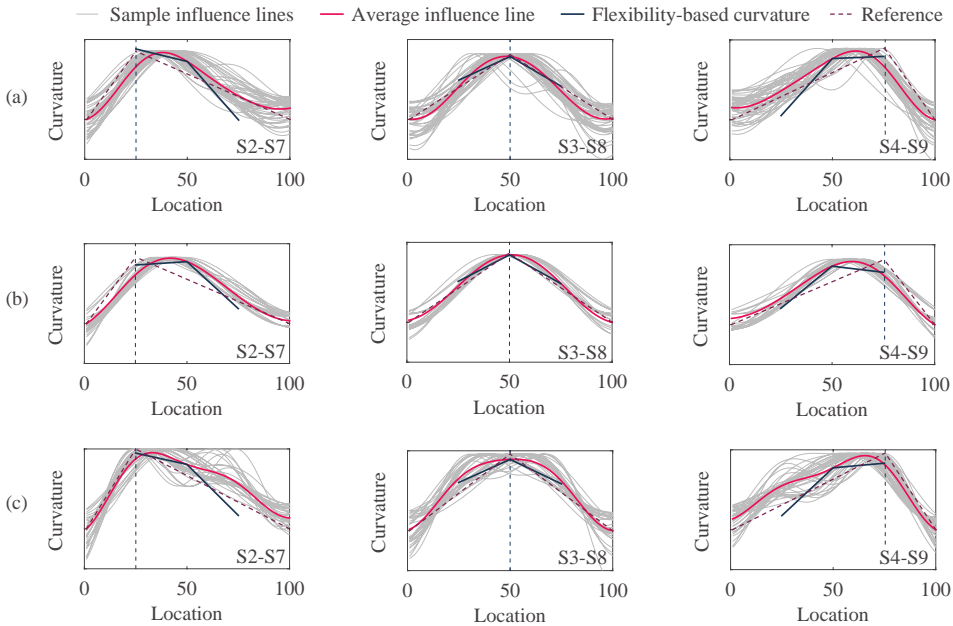 Sample influence lines Average influence line Flexibility-based curvature Reference
(a)
Curvature Curvature Curvature
S2-S7 S3-S8 S4-S9
0 50 100 0 50 100 0 50 100
Location Location Location
(b)
Curvature Curvature Curvature
S2-S7 S3-S8 S4-S9
0 50 100 0 50 100 0 50 100
Location Location Location
(c)
Curvature Curvature Curvature
S2-S7 S3-S8 S4-S9
0 50 100 0 50 100 0 50 100
Location Location Location